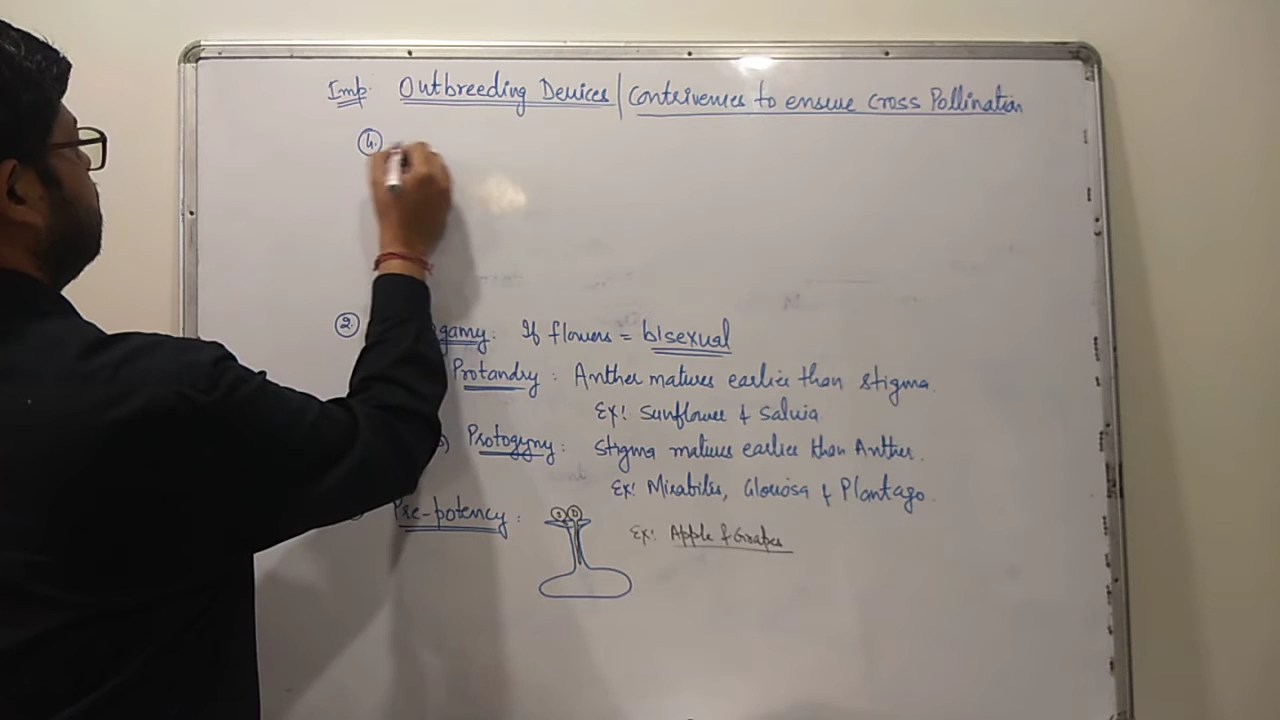 Imp: Outbreeding Devices / Contrivences to ensure Cross Pollination
4.
2. gamy: If flowers = bisexual
Protandry: Anther matures earlier than stigma.
Ex: Sunflower & Salvia
Protogyny: Stigma matures earlier than Anther.
Ex: Mirabiles, Gloriosa & Plantago.
Pre-potency:
Ex: Apple & Grapes